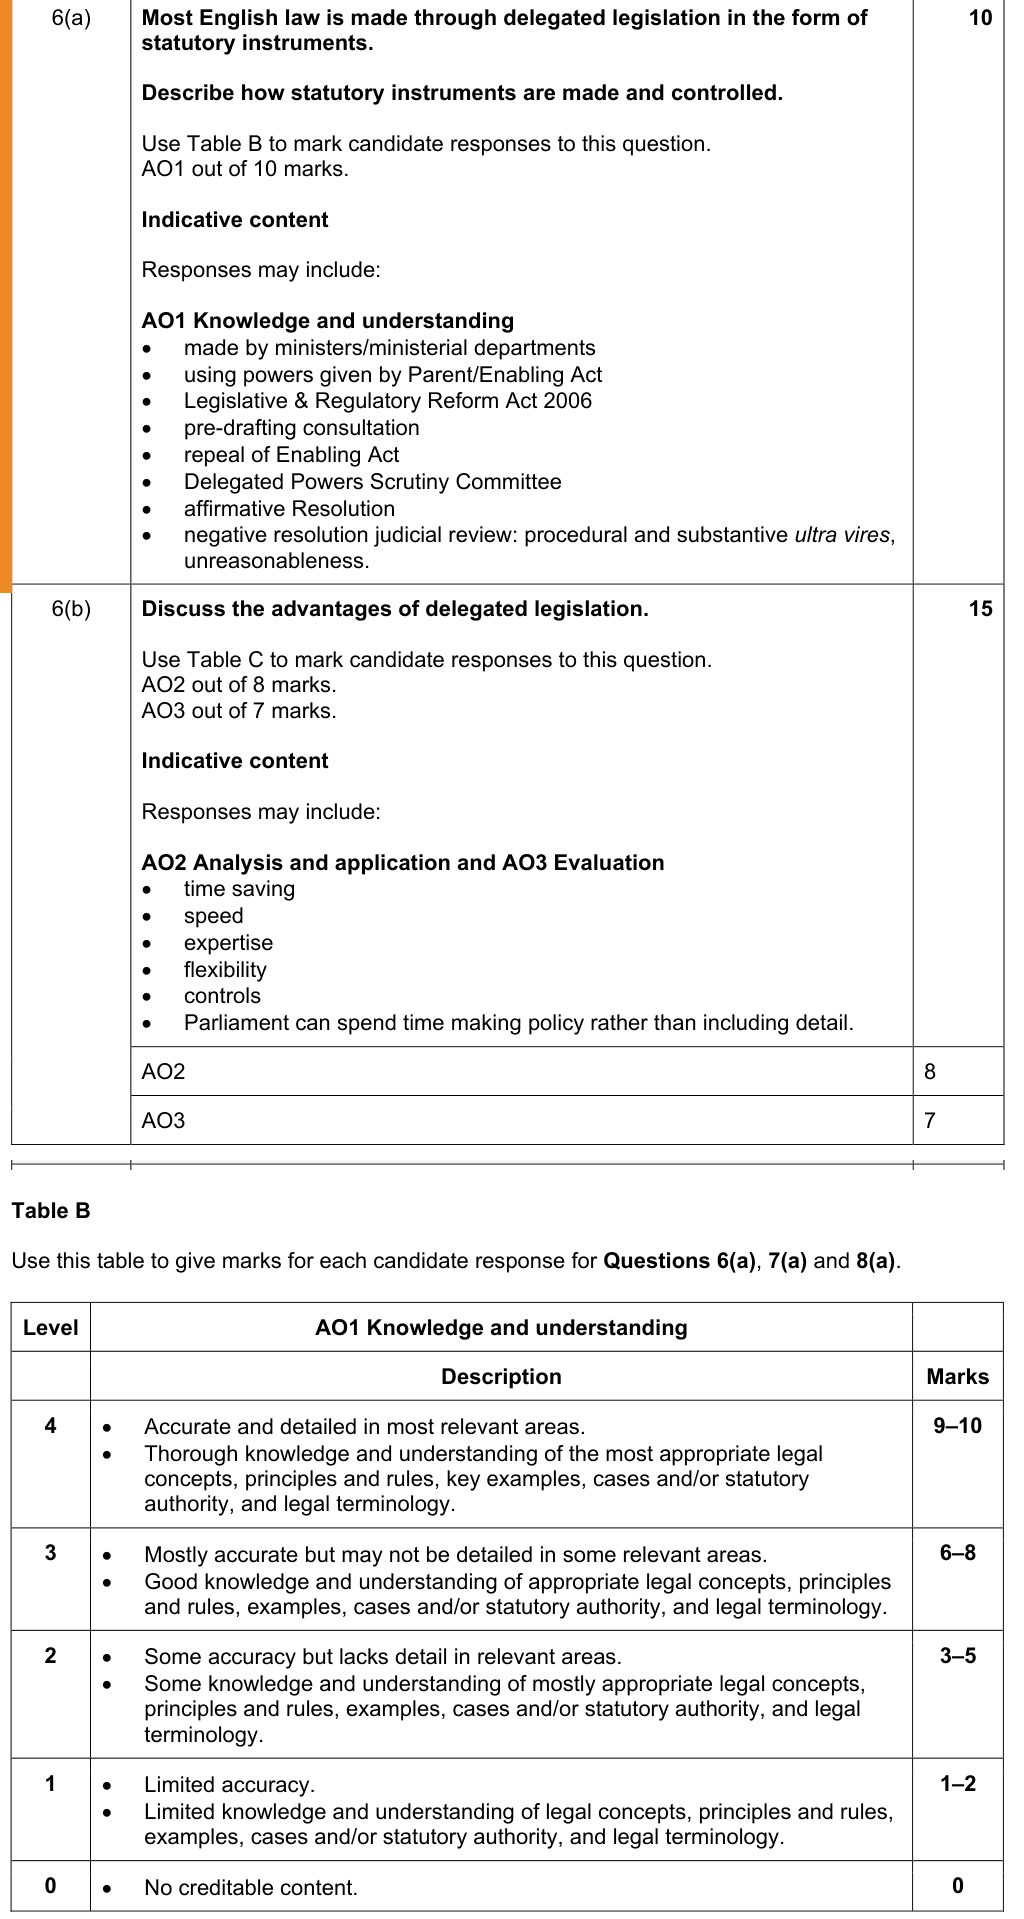 6(a) Most English law is made through delegated legislation in the form of 10
statutory instruments.
Describe how statutory instruments are made and controlled.
Use Table B to mark candidate responses to this question.
AO1 out of 10 marks.
Indicative content
Responses may include:
AO1 Knowledge and understanding
• made by ministers/ministerial departments
• using powers given by Parent/Enabling Act
• Legislative & Regulatory Reform Act 2006
• pre-drafting consultation
• repeal of Enabling Act
• Delegated Powers Scrutiny Committee
• affirmative Resolution
• negative resolution judicial review: procedural and substantive ultra vires,
unreasonableness.
6(b) Discuss the advantages of delegated legislation. 15
Use Table C to mark candidate responses to this question.
AO2 out of 8 marks.
AO3 out of 7 marks.
Indicative content
Responses may include:
AO2 Analysis and application and AO3 Evaluation
• time saving
• speed
• expertise
• flexibility
• controls
• Parliament can spend time making policy rather than including detail.
AO2 8
AO3 7
Table B
Use this table to give marks for each candidate response for Questions 6(a), 7(a) and 8(a).
Level AO1 Knowledge and understanding
Description Marks
4 • Accurate and detailed in most relevant areas. 9–10
• Thorough knowledge and understanding of the most appropriate legal
concepts, principles and rules, key examples, cases and/or statutory
authority, and legal terminology.
3 • Mostly accurate but may not be detailed in some relevant areas. 6–8
• Good knowledge and understanding of appropriate legal concepts, principles
and rules, examples, cases and/or statutory authority, and legal terminology.
2 • Some accuracy but lacks detail in relevant areas. 3–5
• Some knowledge and understanding of mostly appropriate legal concepts,
principles and rules, examples, cases and/or statutory authority, and legal
terminology.
1 • Limited accuracy. 1–2
• Limited knowledge and understanding of legal concepts, principles and rules,
examples, cases and/or statutory authority, and legal terminology.
0 • No creditable content. 0